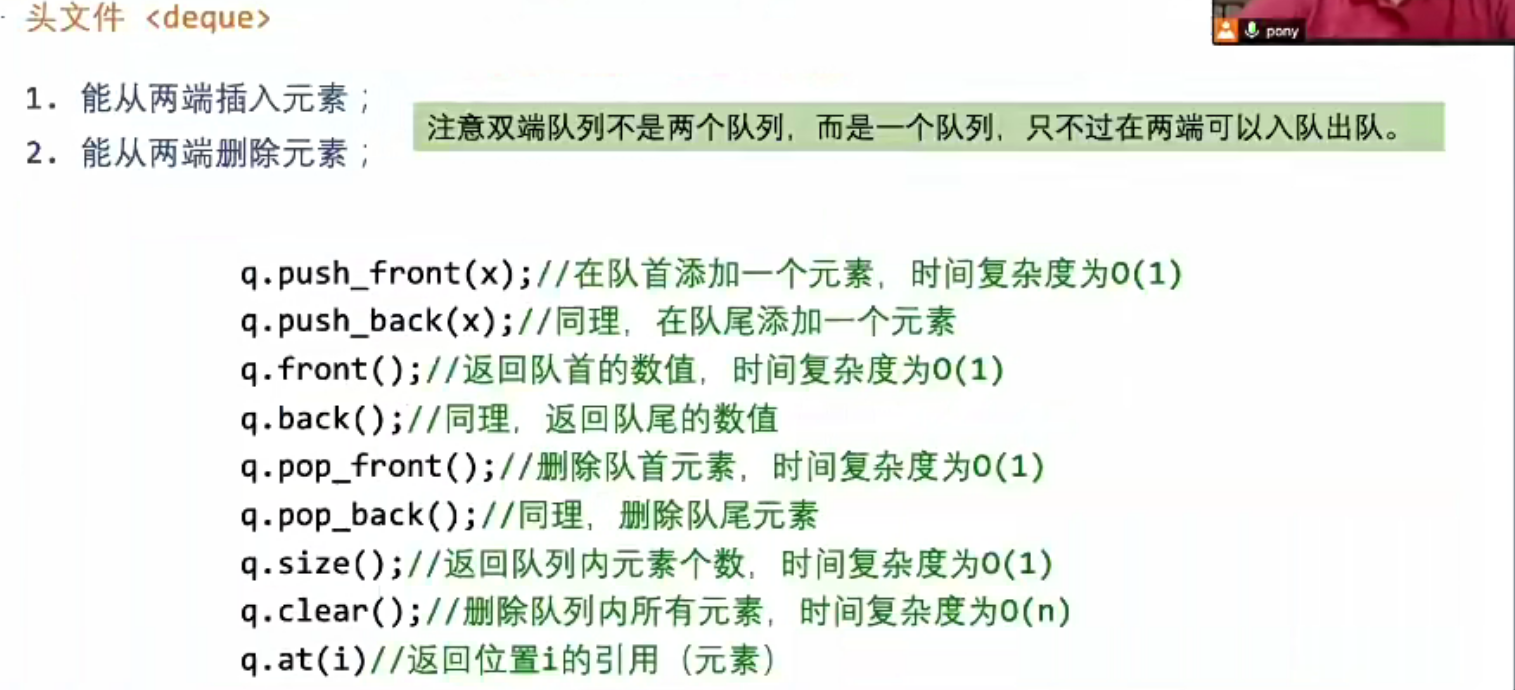 头文件 <deque>
pony
1. 能从两端插入元素;
注意双端队列不是两个队列，而是一个队列，只不过在两端可以入队出队。
2. 能从两端删除元素;
q.push_front(x);//在队首添加一个元素，时间复杂度为O(1)
q.push_back(x);//同理，在队尾添加一个元素
q.front();//返回队首的数值，时间复杂度为O(1)
q.back();//同理，返回队尾的数值
q.pop_front();//删除队首元素，时间复杂度为O(1)
q.pop_back();//同理，删除队尾元素
q.size();//返回队列内元素个数，时间复杂度为O(1)
q.clear();//删除队列内所有元素，时间复杂度为O(n)
q.at(i)//返回位置i的引用（元素）